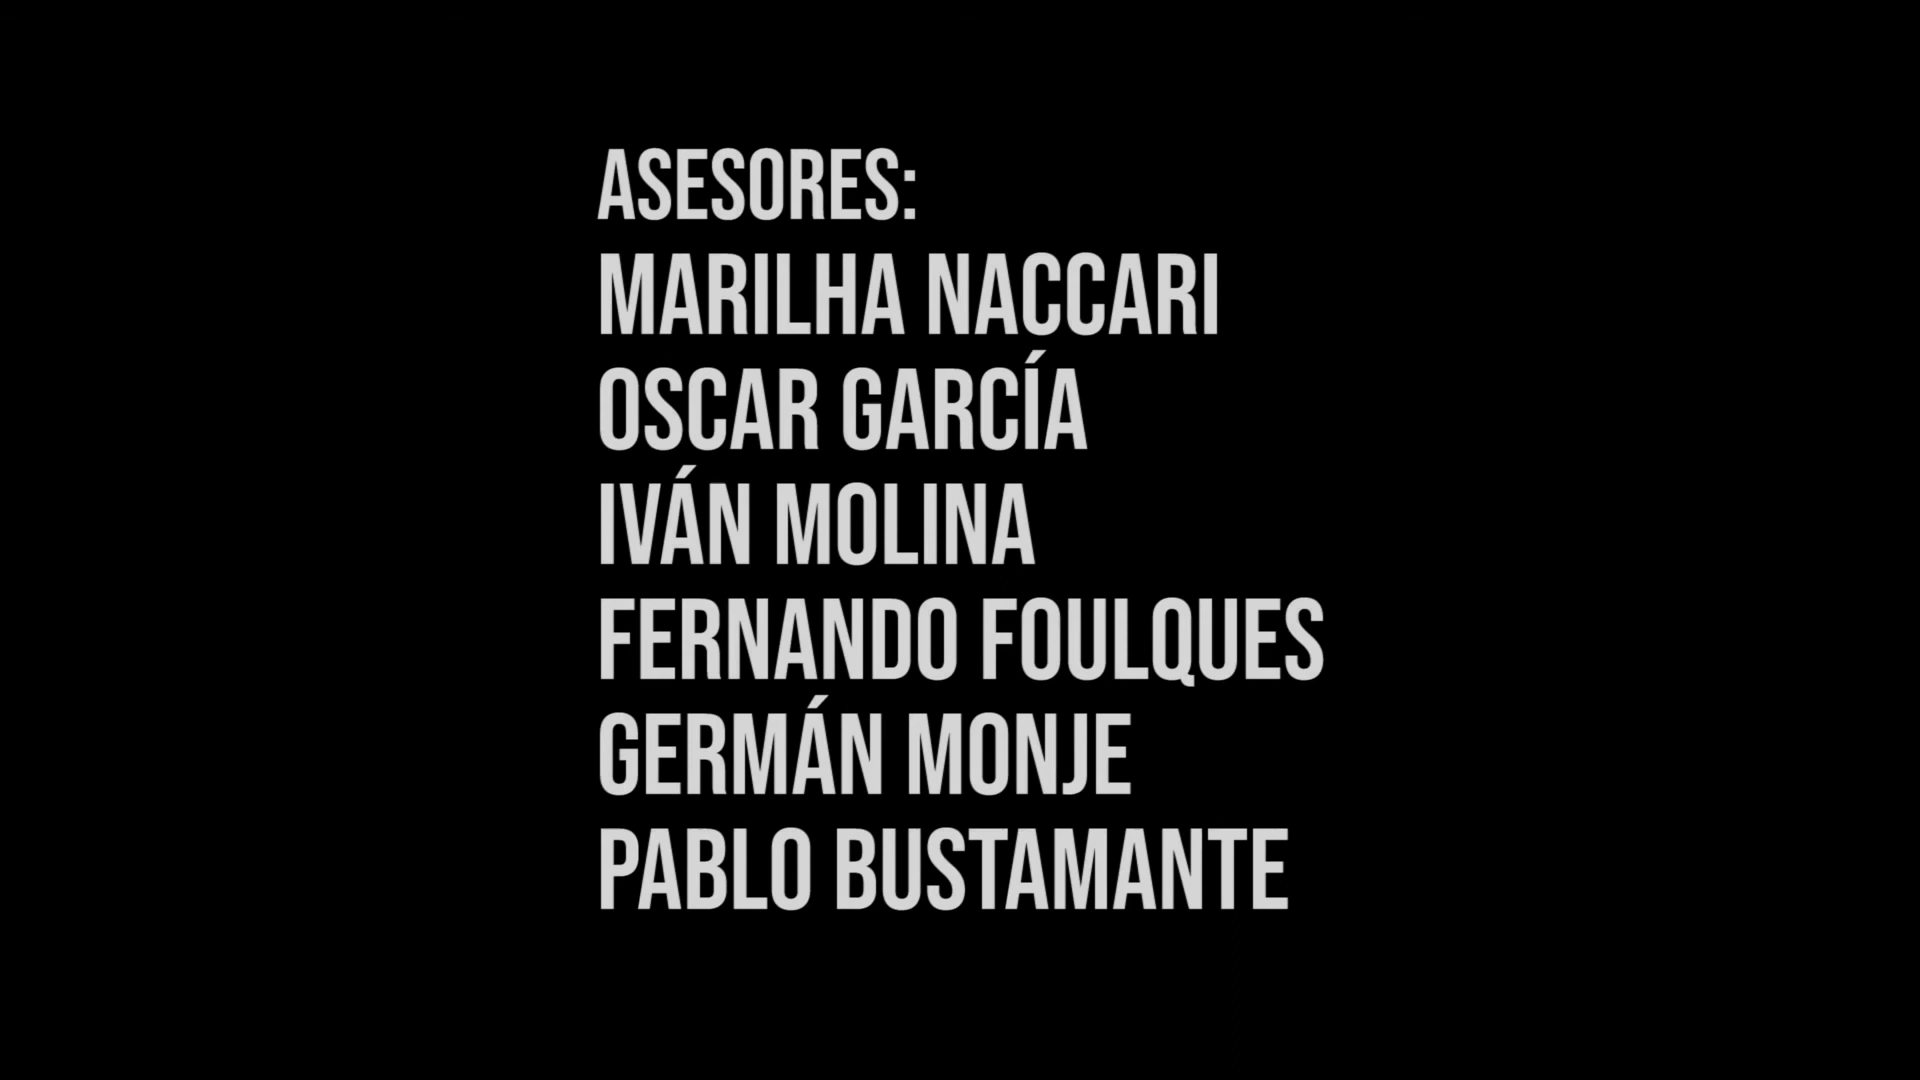 ASESORES:
MARILHA NACCARI
OSCAR GARCÍA
IVÁN MOLINA
FERNANDO FOULQUES
GERMÁN MONJE
PABLO BUSTAMANTE